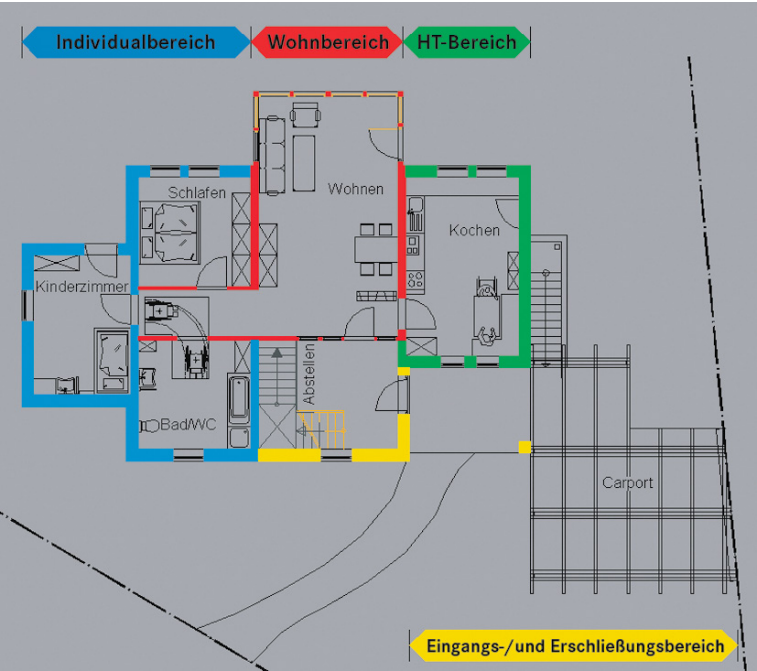 Individualbereich
Wohnbereich
HT-Bereich
Schlafen
Wohnen
Kochen
Kinderzimmer
Abstellen
Bad/WC
Carport
Eingangs-/und Erschließungsbereich